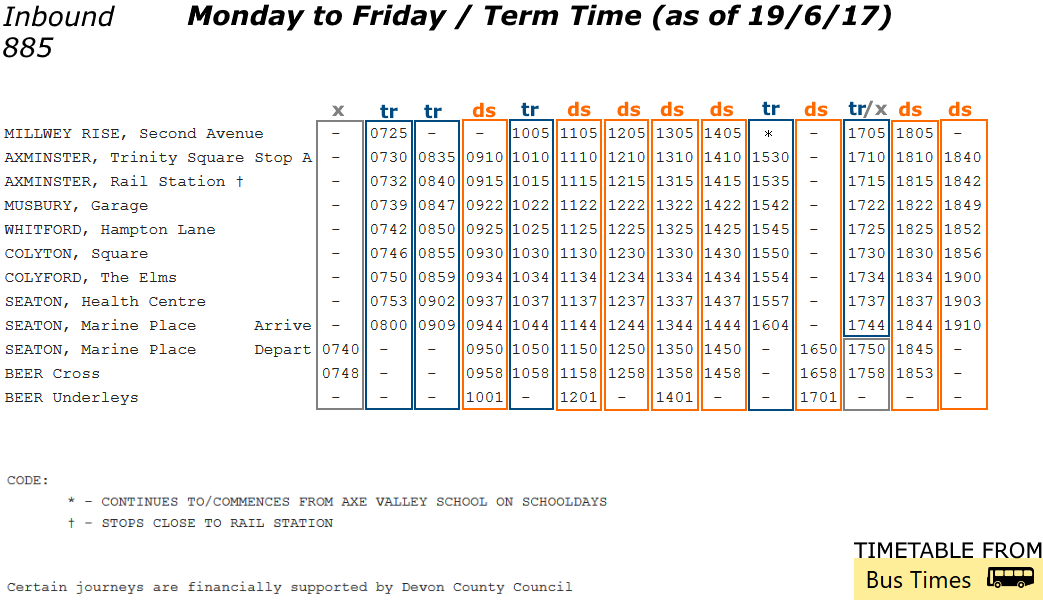 Inbound Monday to Friday / Term Time (as of 19/6/17)
885
x tr tr ds tr ds ds ds ds tr ds tr/x ds ds
MILLWEY RISE, Second Avenue – 0725 – – 1005 1105 1205 1305 1405 * – 1705 1805 –
AXMINSTER, Trinity Square Stop A – 0730 0835 0910 1010 1110 1210 1310 1410 1530 – 1710 1810 1840
AXMINSTER, Rail Station † – 0732 0840 0915 1015 1115 1215 1315 1415 1535 – 1715 1815 1842
MUSBURY, Garage – 0739 0847 0922 1022 1122 1222 1322 1422 1542 – 1722 1822 1849
WHITFORD, Hampton Lane – 0742 0850 0925 1025 1125 1225 1325 1425 1545 – 1725 1825 1852
COLYTON, Square – 0746 0855 0930 1030 1130 1230 1330 1430 1550 – 1730 1830 1856
COLYFORD, The Elms – 0750 0859 0934 1034 1134 1234 1334 1434 1554 – 1734 1834 1900
SEATON, Health Centre – 0753 0902 0937 1037 1137 1237 1337 1437 1557 – 1737 1837 1903
SEATON, Marine Place Arrive – 0800 0909 0944 1044 1144 1244 1344 1444 1604 – 1744 1844 1910
SEATON, Marine Place Depart 0740 – – 0950 1050 1150 1250 1350 1450 – 1650 1750 1845 –
BEER Cross 0748 – – 0958 1058 1158 1258 1358 1458 – 1658 1758 1853 –
BEER Underleys – – – 1001 – 1201 – 1401 – – 1701 – – –
CODE:
* – CONTINUES TO/COMMENCES FROM AXE VALLEY SCHOOL ON SCHOOLDAYS
† – STOPS CLOSE TO RAIL STATION
TIMETABLE FROM
Bus Times
Certain journeys are financially supported by Devon County Council